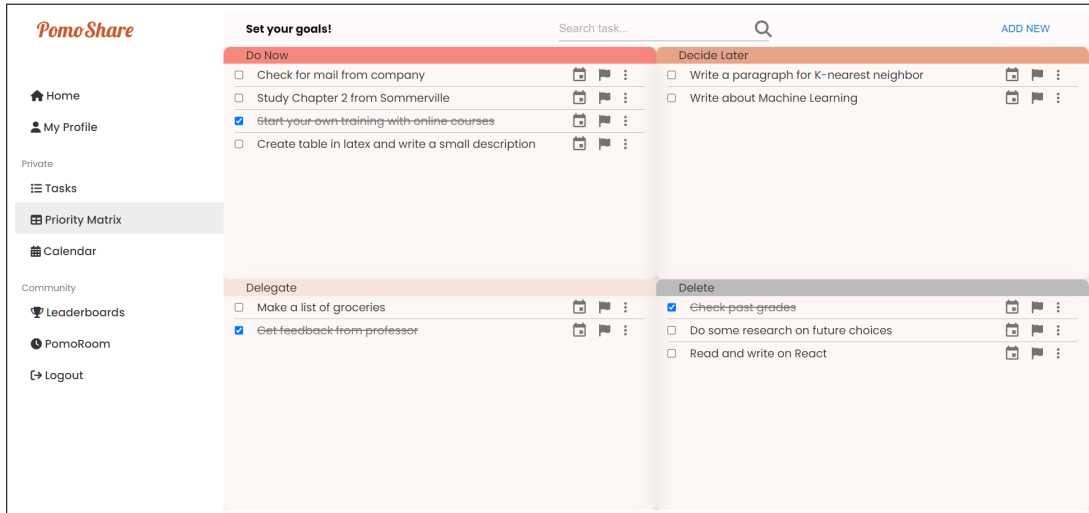 PomoShare
Home
My Profile
Private
Tasks
Priority Matrix
Calendar
Community
Leaderboards
PomoRoom
Logout
Set your goals!
Search task...
ADD NEW
Do Now
Check for mail from company
Study Chapter 2 from Sommerville
Start your own training with online courses
Create table in latex and write a small description
Decide Later
Write a paragraph for K-nearest neighbor
Write about Machine Learning
Delegate
Make a list of groceries
Get feedback from professor
Delete
Check past grades
Do some research on future choices
Read and write on React